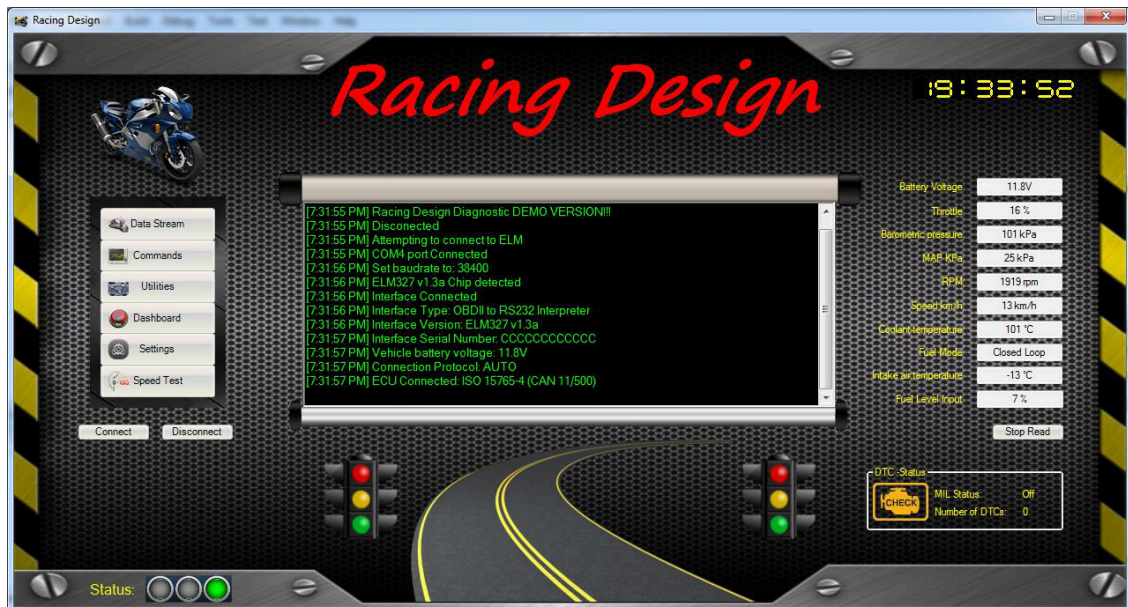 Racing Design
Racing Design
19:33:52
Data Stream
Commands
Utilities
Dashboard
Settings
Speed Test
Connect Disconnect
[7:31:55 PM] Racing Design Diagnostic DEMO VERSION!!!
[7:31:55 PM] Disconected
[7:31:55 PM] Attempting to connect to ELM
[7:31:55 PM] COM4 port Connected
[7:31:56 PM] Set baudrate to: 38400
[7:31:56 PM] ELM327 v1.3a Chip detected
[7:31:56 PM] Interface Connected
[7:31:56 PM] Interface Type: OBDII to RS232 Interpreter
[7:31:56 PM] Interface Version: ELM327 v1.3a
[7:31:57 PM] Interface Serial Number: CCCCCCCCCCCC
[7:31:57 PM] Vehicle battery voltage: 11.8V
[7:31:57 PM] Connection Protocol: AUTO
[7:31:57 PM] ECU Connected: ISO 15765-4 (CAN 11/500)
Battery Voltage 11.8V
Throttle 16 %
Barometric pressure 101 kPa
MAP KPa 25 kPa
RPM 1919 rpm
Speed km/h 13 km/h
Coolant temperature 101 °C
Fuel Mode Closed Loop
Intake air temperature -13 °C
Fuel Level Input 7 %
Stop Read
DTC -Status
CHECK
MIL Status: Off
Number of DTCs: 0
Status: